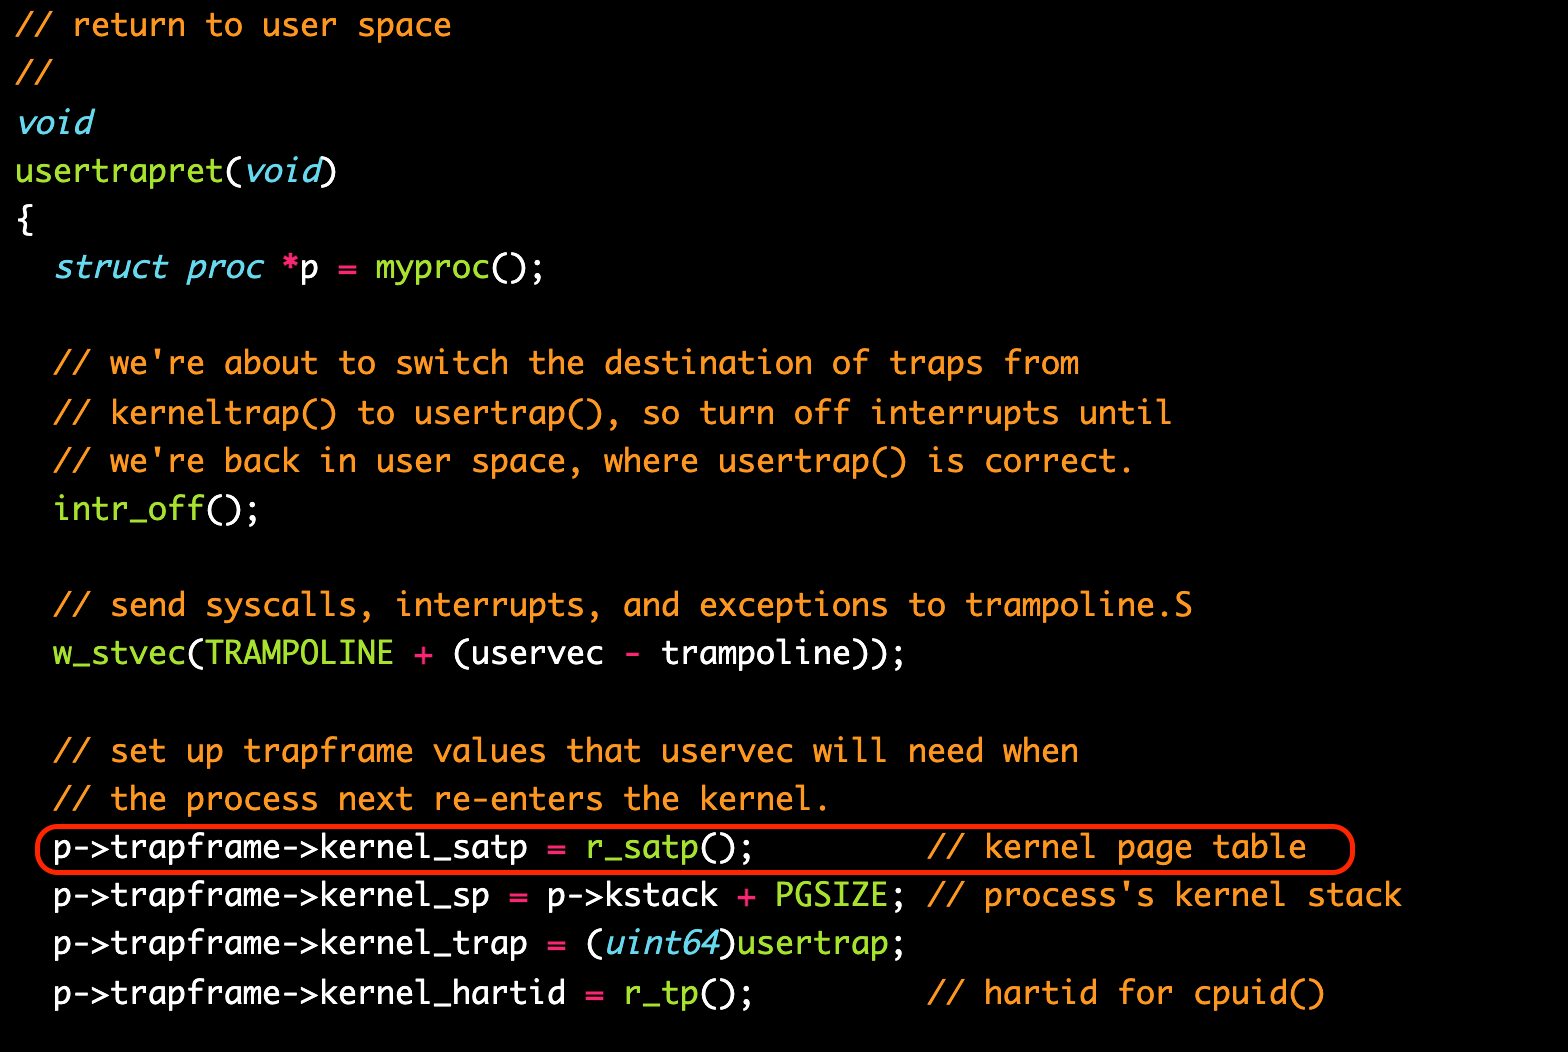 // return to user space
//
void
usertrapret(void)
{
  struct proc *p = myproc();

  // we're about to switch the destination of traps from
  // kerneltrap() to usertrap(), so turn off interrupts until
  // we're back in user space, where usertrap() is correct.
  intr_off();

  // send syscalls, interrupts, and exceptions to trampoline.S
  w_stvec(TRAMPOLINE + (uservec - trampoline));

  // set up trapframe values that uservec will need when
  // the process next re-enters the kernel.
  p->trapframe->kernel_satp = r_satp();         // kernel page table
  p->trapframe->kernel_sp = p->kstack + PGSIZE; // process's kernel stack
  p->trapframe->kernel_trap = (uint64)usertrap;
  p->trapframe->kernel_hartid = r_tp();         // hartid for cpuid()